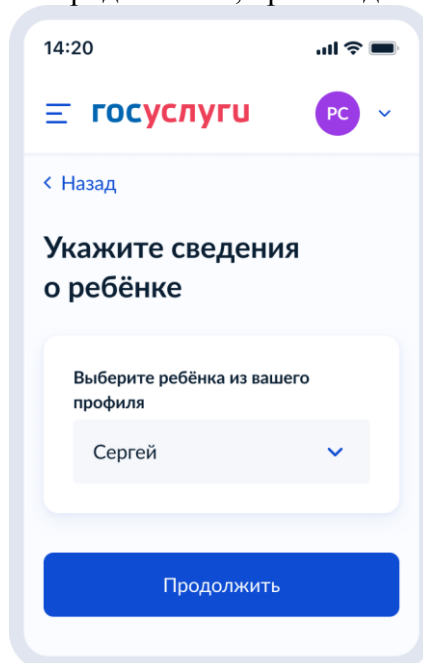 14:20
госуслуги
РС
Назад
Укажите сведения
о ребёнке
Выберите ребёнка из вашего
профиля
Сергей
Продолжить